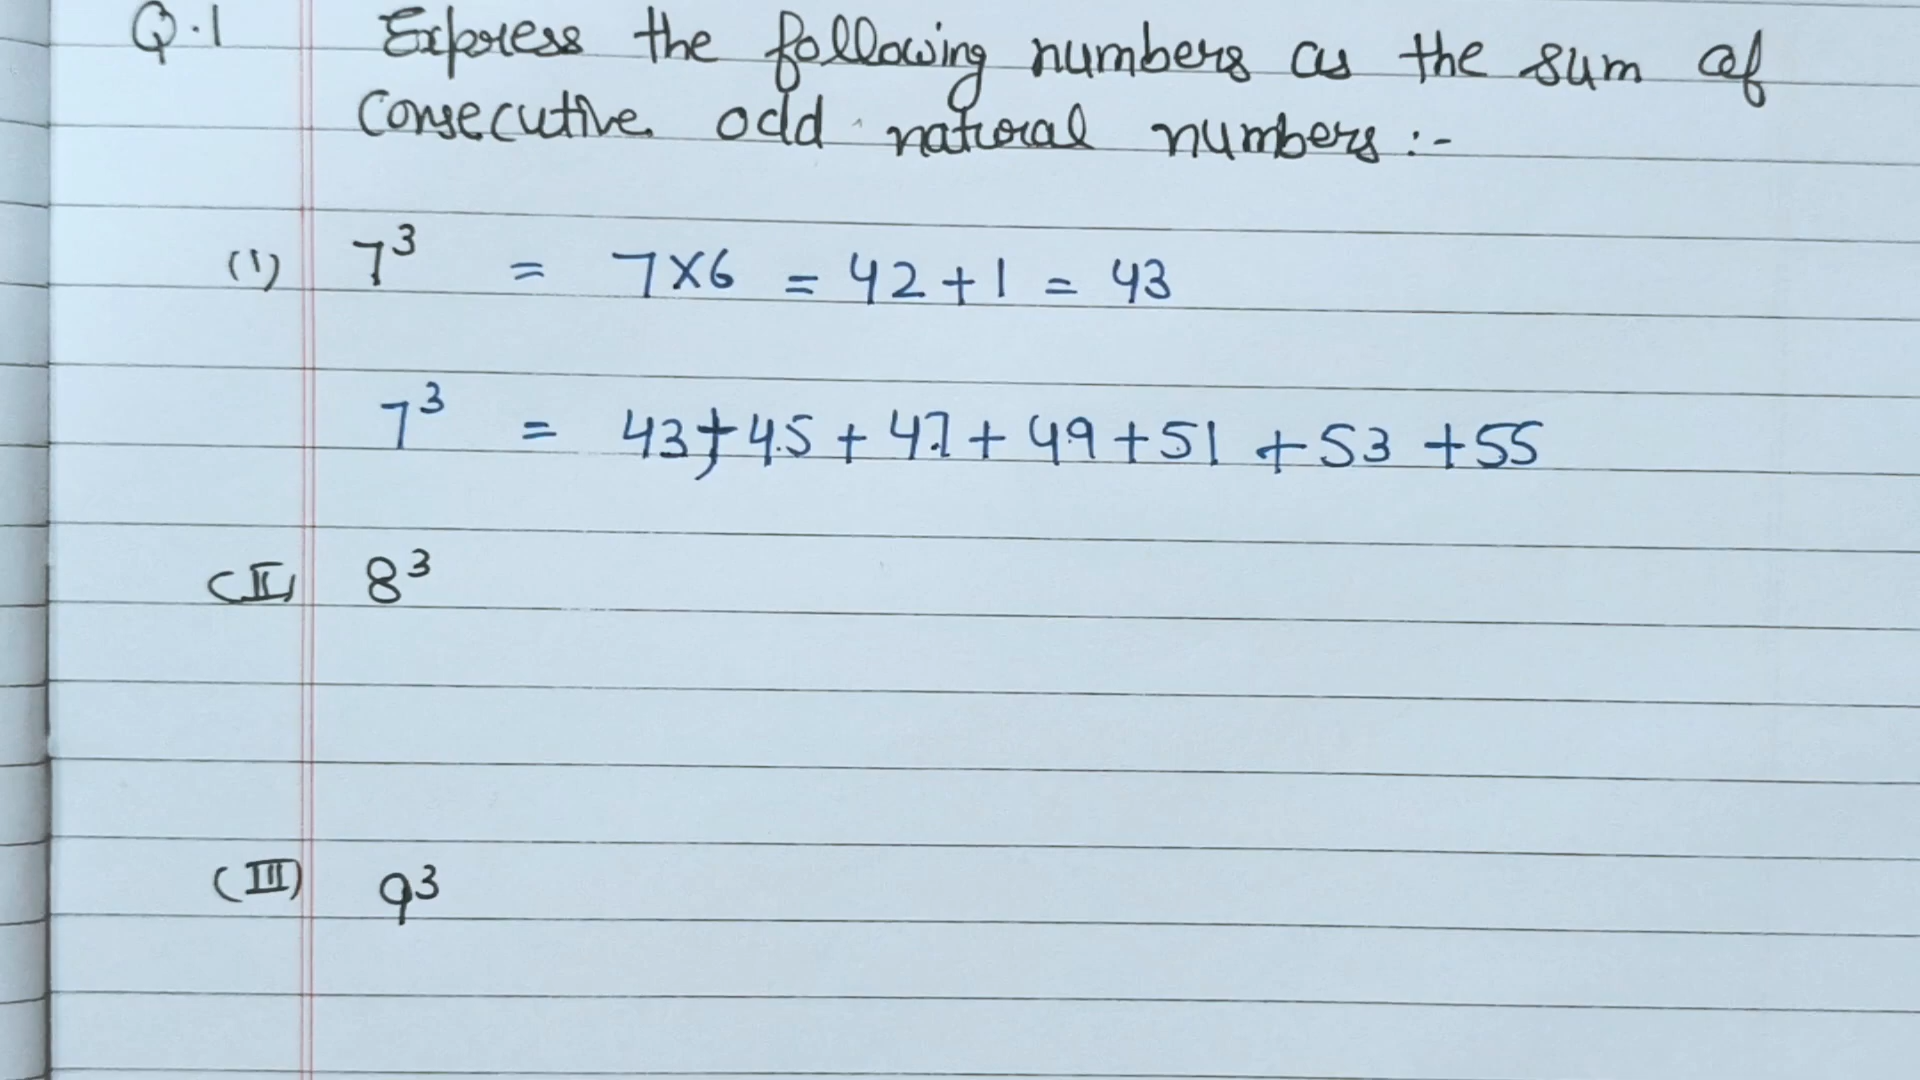 Q.1 Express the following numbers as the sum of
Consecutive odd natural numbers :-
(1) 7³ = 7×6 = 42+1 = 43
7³ = 43+45+47+49+51+53+55
(II) 8³
(III) 9³